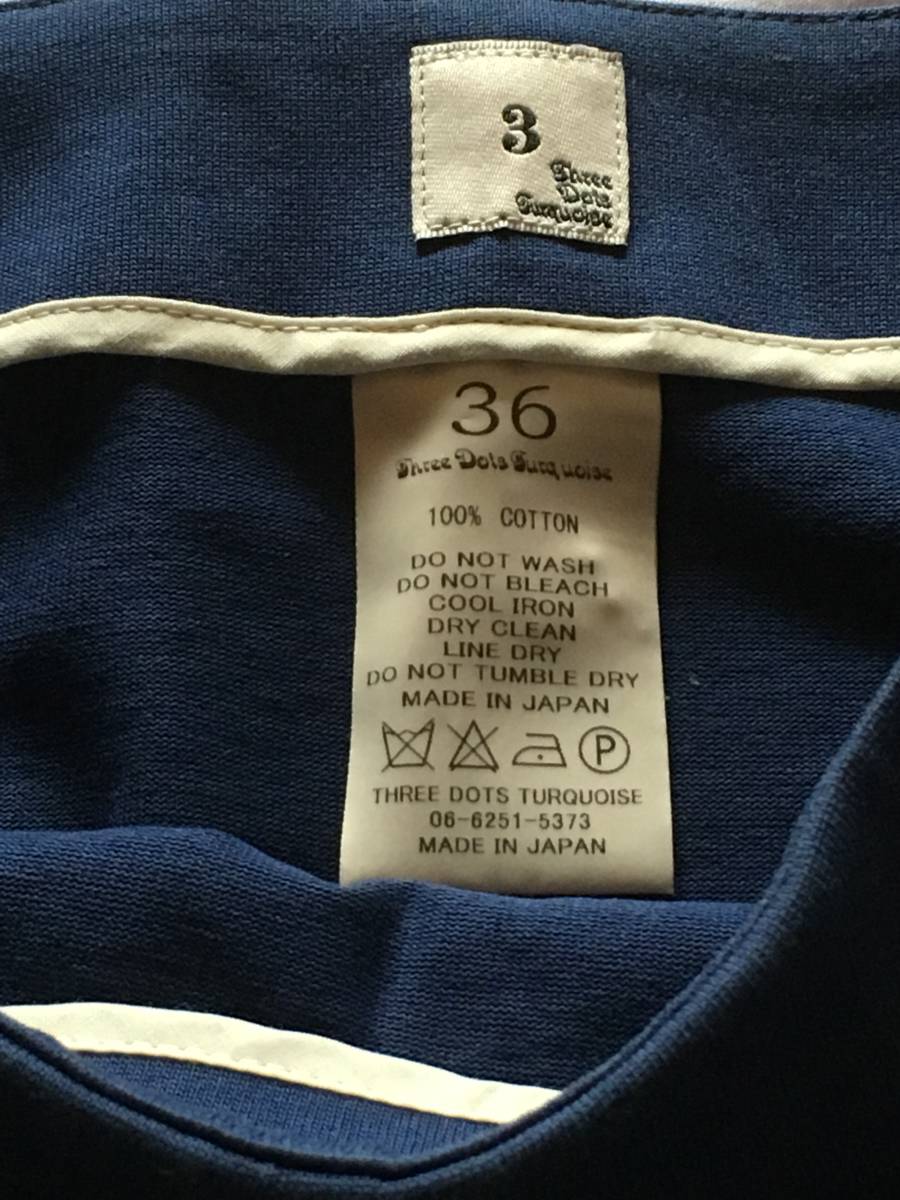 3
Three
Dots
Turquoise
36
Three Dots Turquoise
100% COTTON
DO NOT WASH
DO NOT BLEACH
COOL IRON
DRY CLEAN
LINE DRY
DO NOT TUMBLE DRY
MADE IN JAPAN
P
THREE DOTS TURQUOISE
06-6251-5373
MADE IN JAPAN